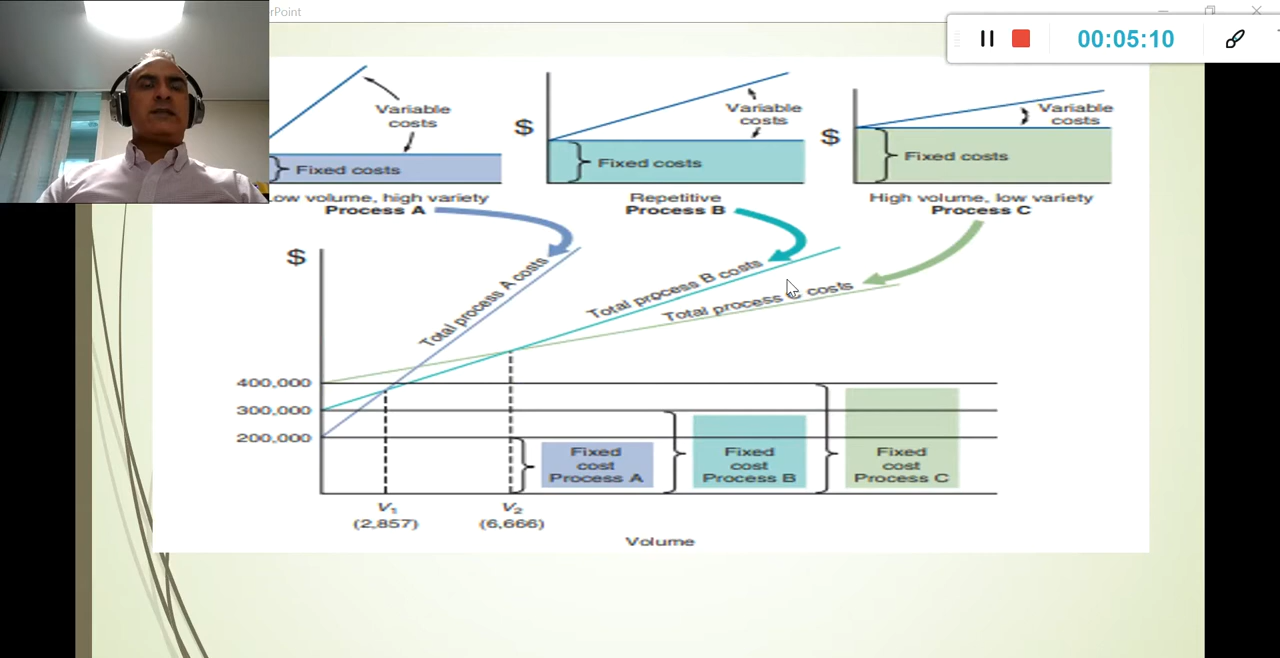 rPoint
00:05:10
Variable
costs
Fixed costs
ow volume, high variety
Process A
$
Variable
costs
Fixed costs
Repetitive
Process B
$
Variable
costs
Fixed costs
High volume, low variety
Process C
$
Total process A costs
Total process B costs
Total process C costs
400,000
300,000
200,000
Fixed
cost
Process A
Fixed
cost
Process B
Fixed
cost
Process C
V₁
(2,857)
V₂
(6,666)
Volume